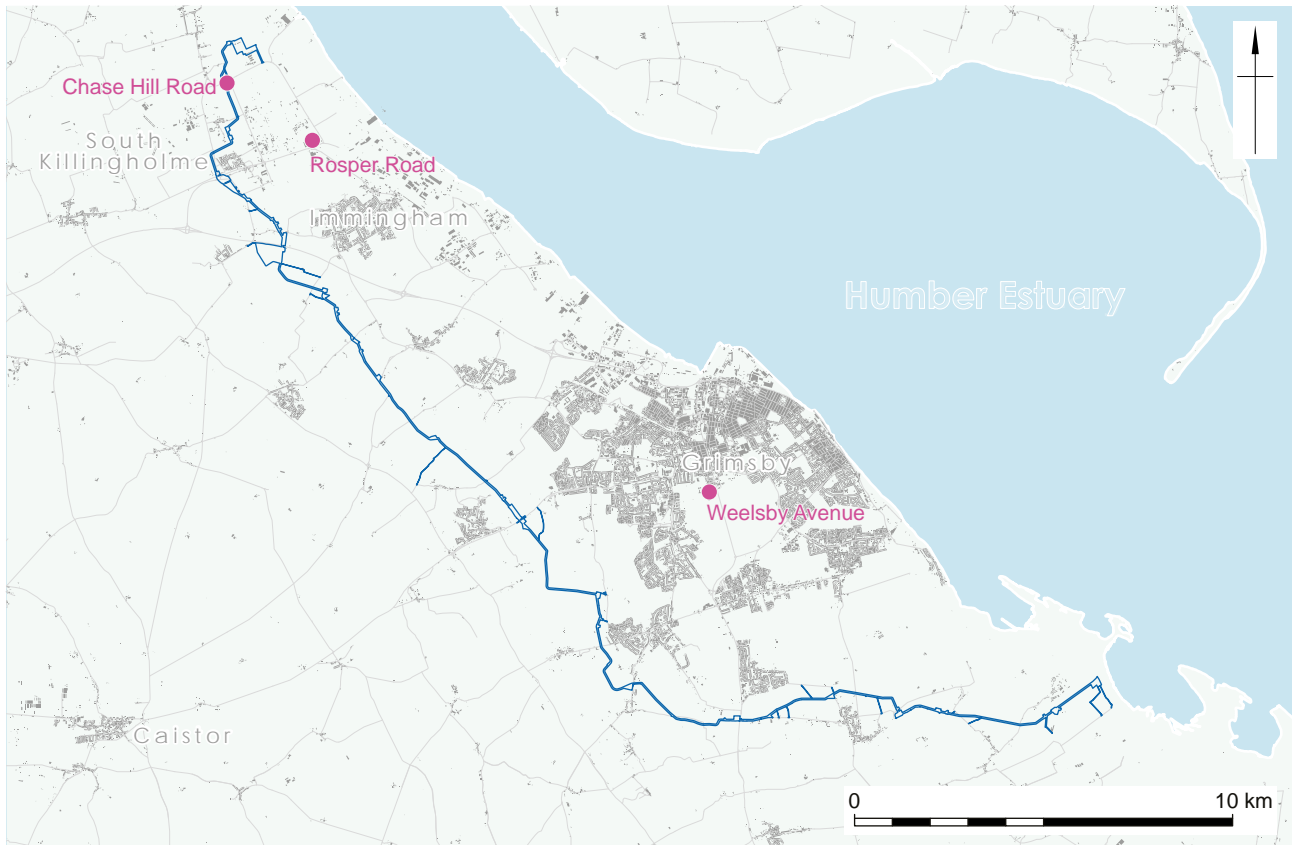 Chase Hill Road
South
Killingholme
Rosper Road
Immingham
Humber Estuary
Grimsby
Weelsby Avenue
Caistor
0
10 km